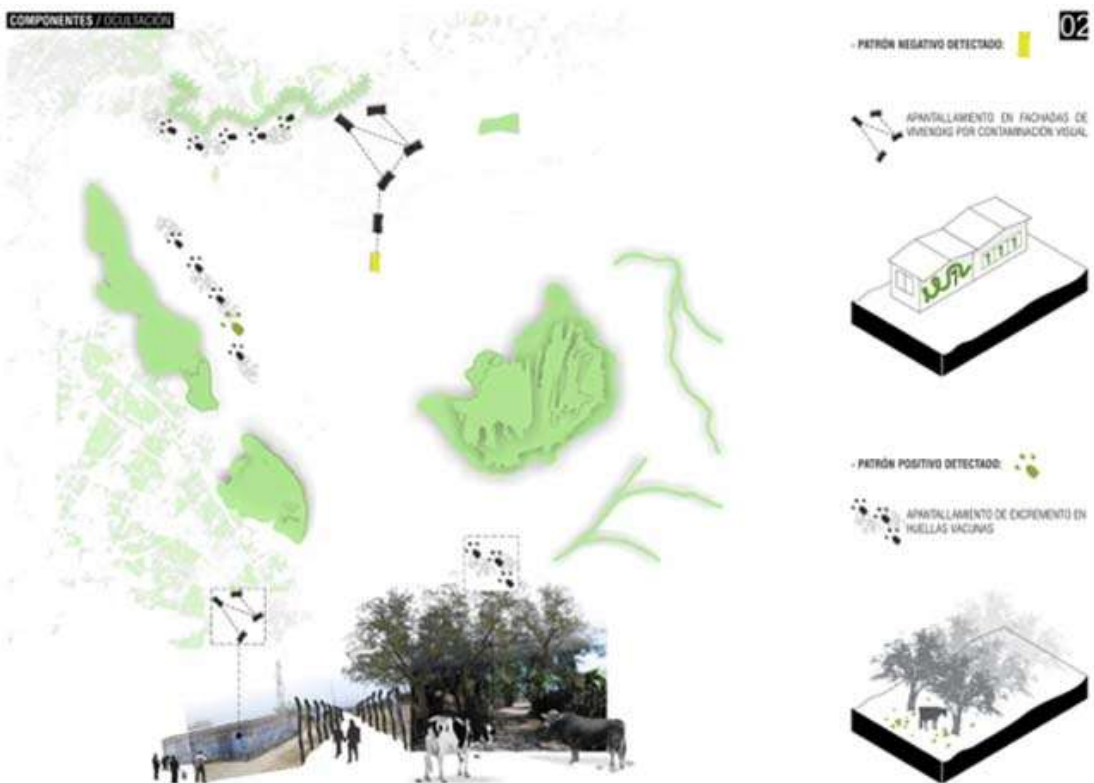 COMPONENTES / OCULTACIÓN
02
- PATRÓN NEGATIVO DETECTADO:
APANTALLAMIENTO EN FACHADAS DE
VIVIENDAS POR CONTAMINACIÓN VISUAL
- PATRÓN POSITIVO DETECTADO:
APANTALLAMIENTO DE EXCREMENTO EN
HUELLAS VACUNAS